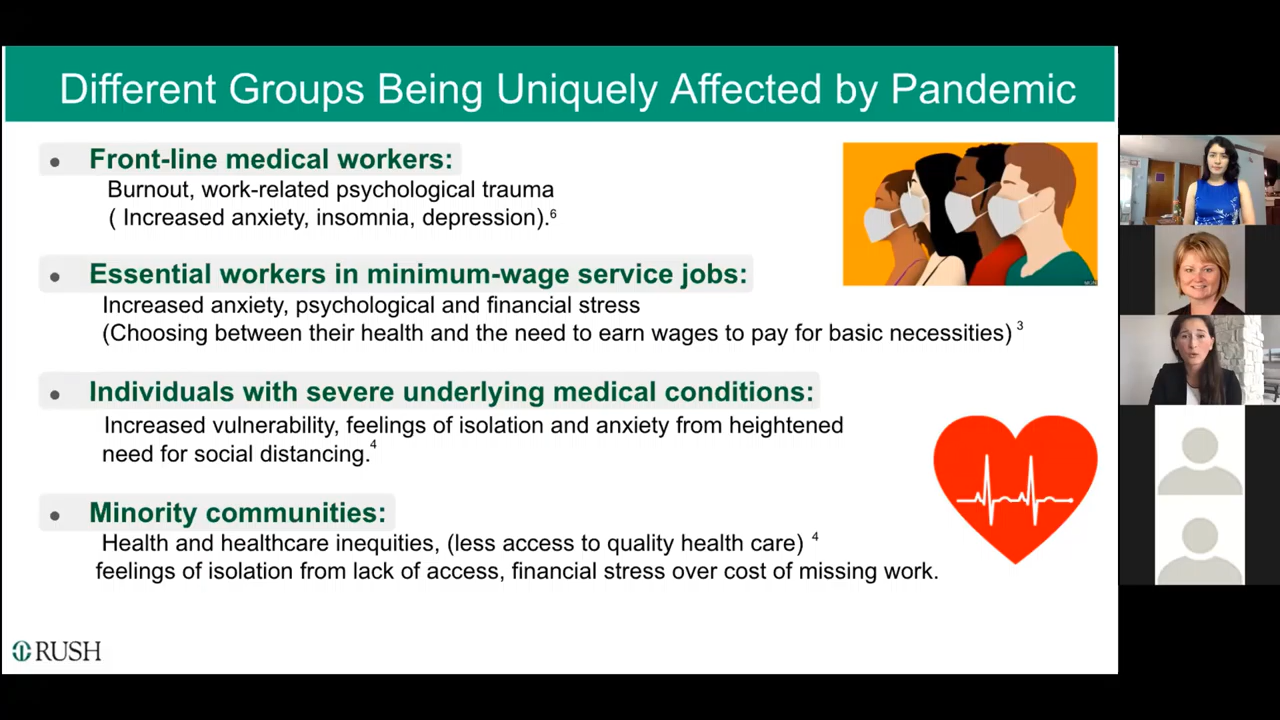 Different Groups Being Uniquely Affected by Pandemic
• Front-line medical workers:
Burnout, work-related psychological trauma
( Increased anxiety, insomnia, depression).⁶
• Essential workers in minimum-wage service jobs:
Increased anxiety, psychological and financial stress
(Choosing between their health and the need to earn wages to pay for basic necessities) ³
• Individuals with severe underlying medical conditions:
Increased vulnerability, feelings of isolation and anxiety from heightened
need for social distancing.⁴
• Minority communities:
Health and healthcare inequities, (less access to quality health care) ⁴
feelings of isolation from lack of access, financial stress over cost of missing work.
RUSH